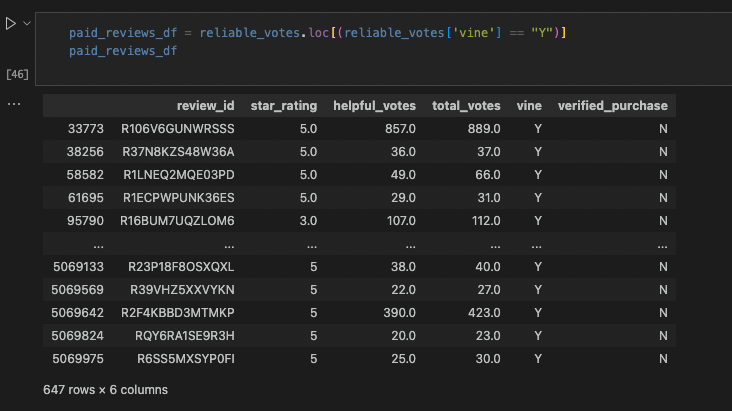 paid_reviews_df = reliable_votes.loc[(reliable_votes['vine'] == "Y")]
paid_reviews_df
[46]
...
review_id star_rating helpful_votes total_votes vine verified_purchase
33773 R106V6GUNWRSSS 5.0 857.0 889.0 Y N
38256 R37N8KZS48W36A 5.0 36.0 37.0 Y N
58582 R1LNEQ2MQE03PD 5.0 49.0 66.0 Y N
61695 R1ECPWPUNK36ES 5.0 29.0 31.0 Y N
95790 R16BUM7UQZLOM6 3.0 107.0 112.0 Y N
... ... ... ... ... ... ...
5069133 R23P18F8OSXQXL 5 38.0 40.0 Y N
5069569 R39VHZ5XXVYKN 5 22.0 27.0 Y N
5069642 R2F4KBBD3MTMKP 5 390.0 423.0 Y N
5069824 RQY6RA1SE9R3H 5 20.0 23.0 Y N
5069975 R6SS5MXSYP0FI 5 25.0 30.0 Y N
647 rows × 6 columns